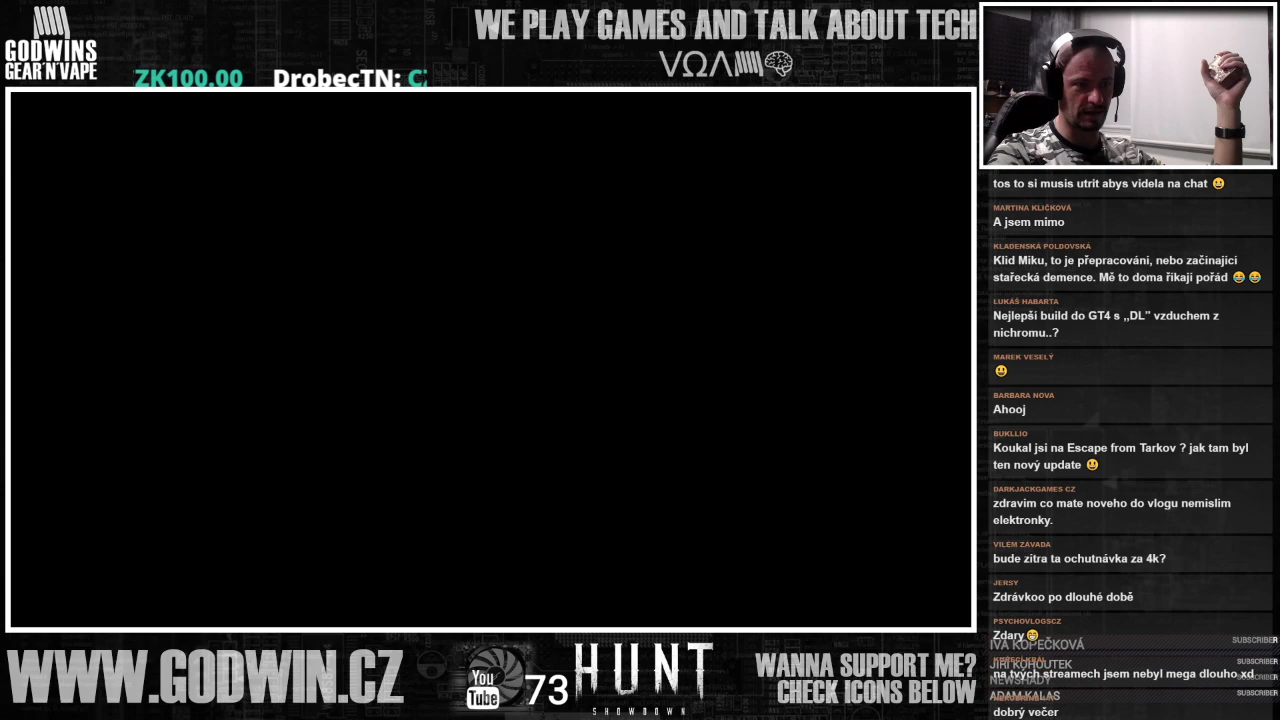 GODWINS
GEAR'N'VAPE
WE PLAY GAMES AND TALK ABOUT TECH
ZK100.00 DrobecTN:
tos to si musis utrit abys videla na chat 😃
MARTINA KLIČKOVÁ
A jsem mimo
KLADENSKÁ POLDOVSKÁ
Klid Miku, to je přepracování, nebo začínající
stařecká demence. Mě to doma říkají pořád 😂 😂
LUKÁŠ HABARTA
Nejlepší build do GT4 s ,,DL” vzduchem z
nichromu..?
MAREK VESELÝ
😃
BARBARA NOVA
Ahooj
BUKLLIO
Koukal jsi na Escape from Tarkov ? jak tam byl
ten nový update 😃
DARKJACKGAMES CZ
zdravim co mate noveho do vlogu nemislim
elektronky.
VILEM ZÁVADA
bude zítra ta ochutnávka za 4k?
JERSY
Zdrávkoo po dlouhé době
PSYCHOVLOGSCZ
Zdary 😁
IVA KOPEČKOVÁ SUBSCRIBER
JIŘÍ KOHOUTEK SUBSCRIBER
na tvých streamech jsem nebyl mega dlouho xd
NEWSHADY SUBSCRIBER
ADAM KALAS SUBSCRIBER
dobrý večer
WWW.GODWIN.CZ
You
Tube
73
HUNT
SHOWDOWN
WANNA SUPPORT ME?
CHECK ICONS BELOW